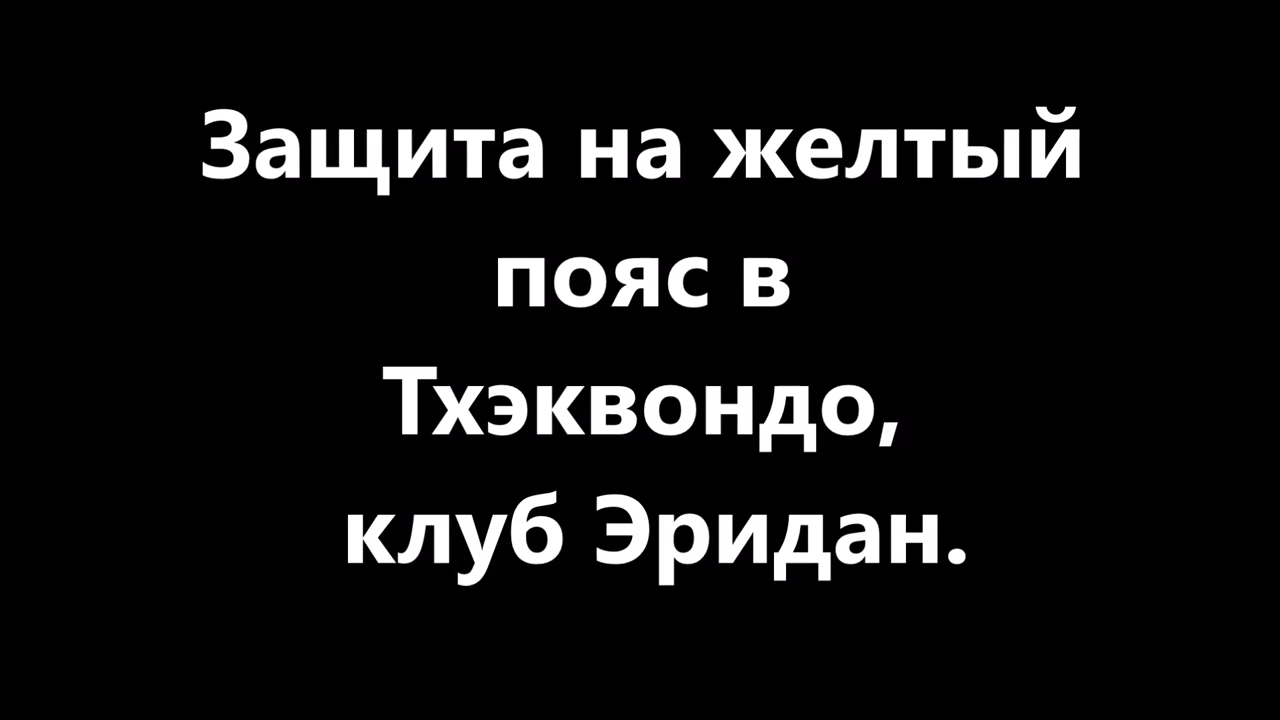 Защита на желтый
пояс в
Тхэквондо,
клуб Эридан.